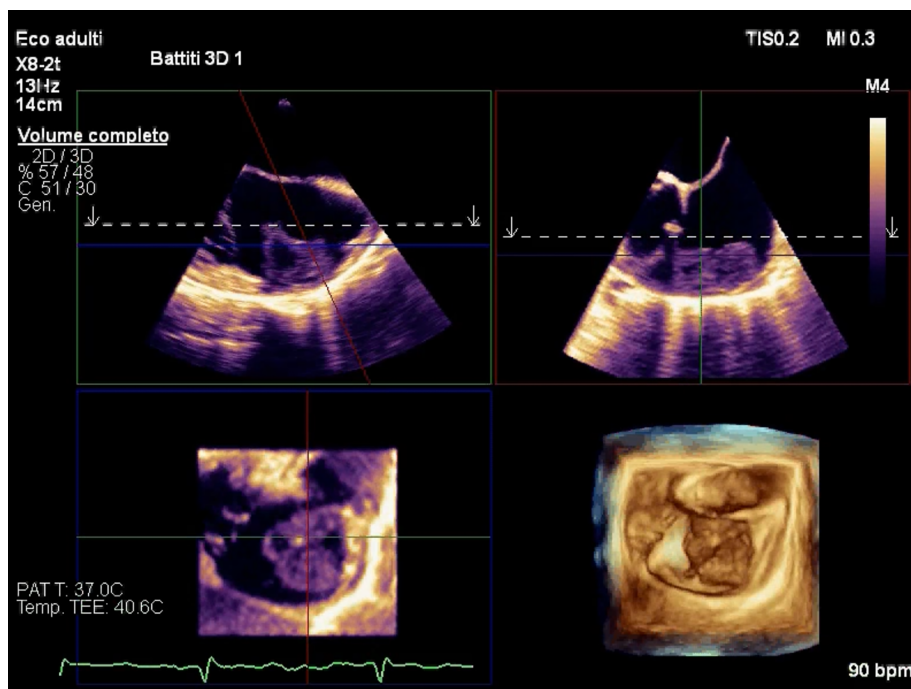 Eco adulti
X8-2t
13Hz
14cm
Battiti 3D 1
TIS0.2 MI 0.3
M4
Volume completo
2D / 3D
% 57 / 48
C 51 / 30
Gen.
PAT T: 37.0C
Temp. TEE: 40.6C
90 bpm